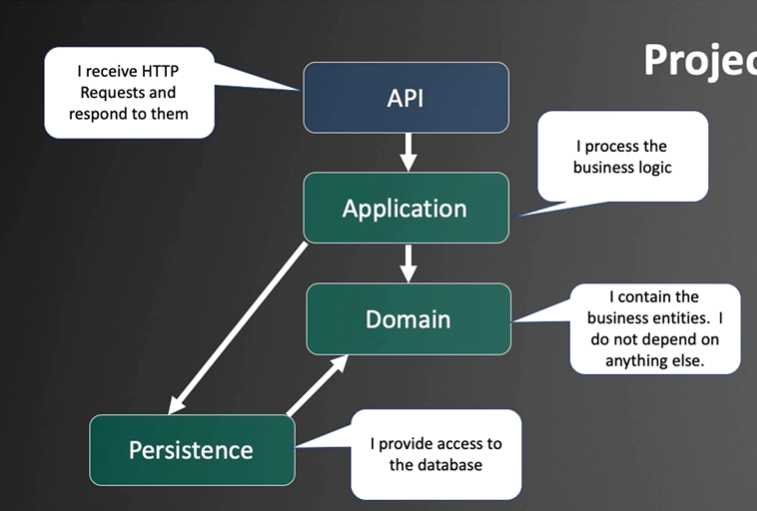 Projec
I receive HTTP
Requests and
respond to them
API
I process the
business logic
Application
I contain the
business entities. I
do not depend on
anything else.
Domain
Persistence
I provide access to
the database